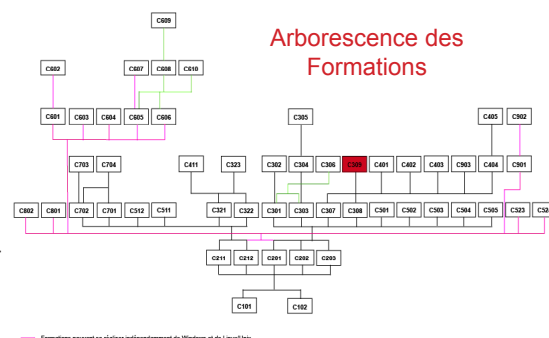 Arborescence des
Formations
C609
C602 C607 C608 C610
C601 C603 C604 C605 C606
C305 C405 C902
C703 C704 C411 C323 C302 C304 C306 C309 C401 C402 C403 C903 C404 C901
C802 C801 C702 C701 C512 C511 C321 C322 C301 C303 C307 C308 C501 C502 C503 C504 C505 C523 C524
C211 C212 C201 C202 C203
C101 C102